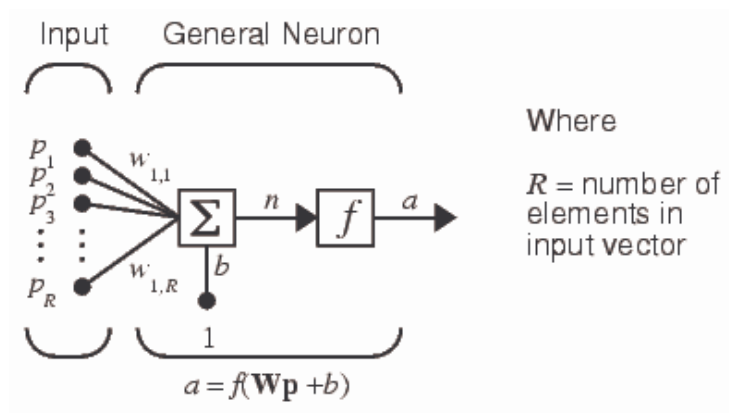 Input
General Neuron
Where
R = number of
elements in
input vector
p1
p2
p3
pR
w1,1
w1,R
Σ
n
f
a
b
1
a = f(Wp +b)